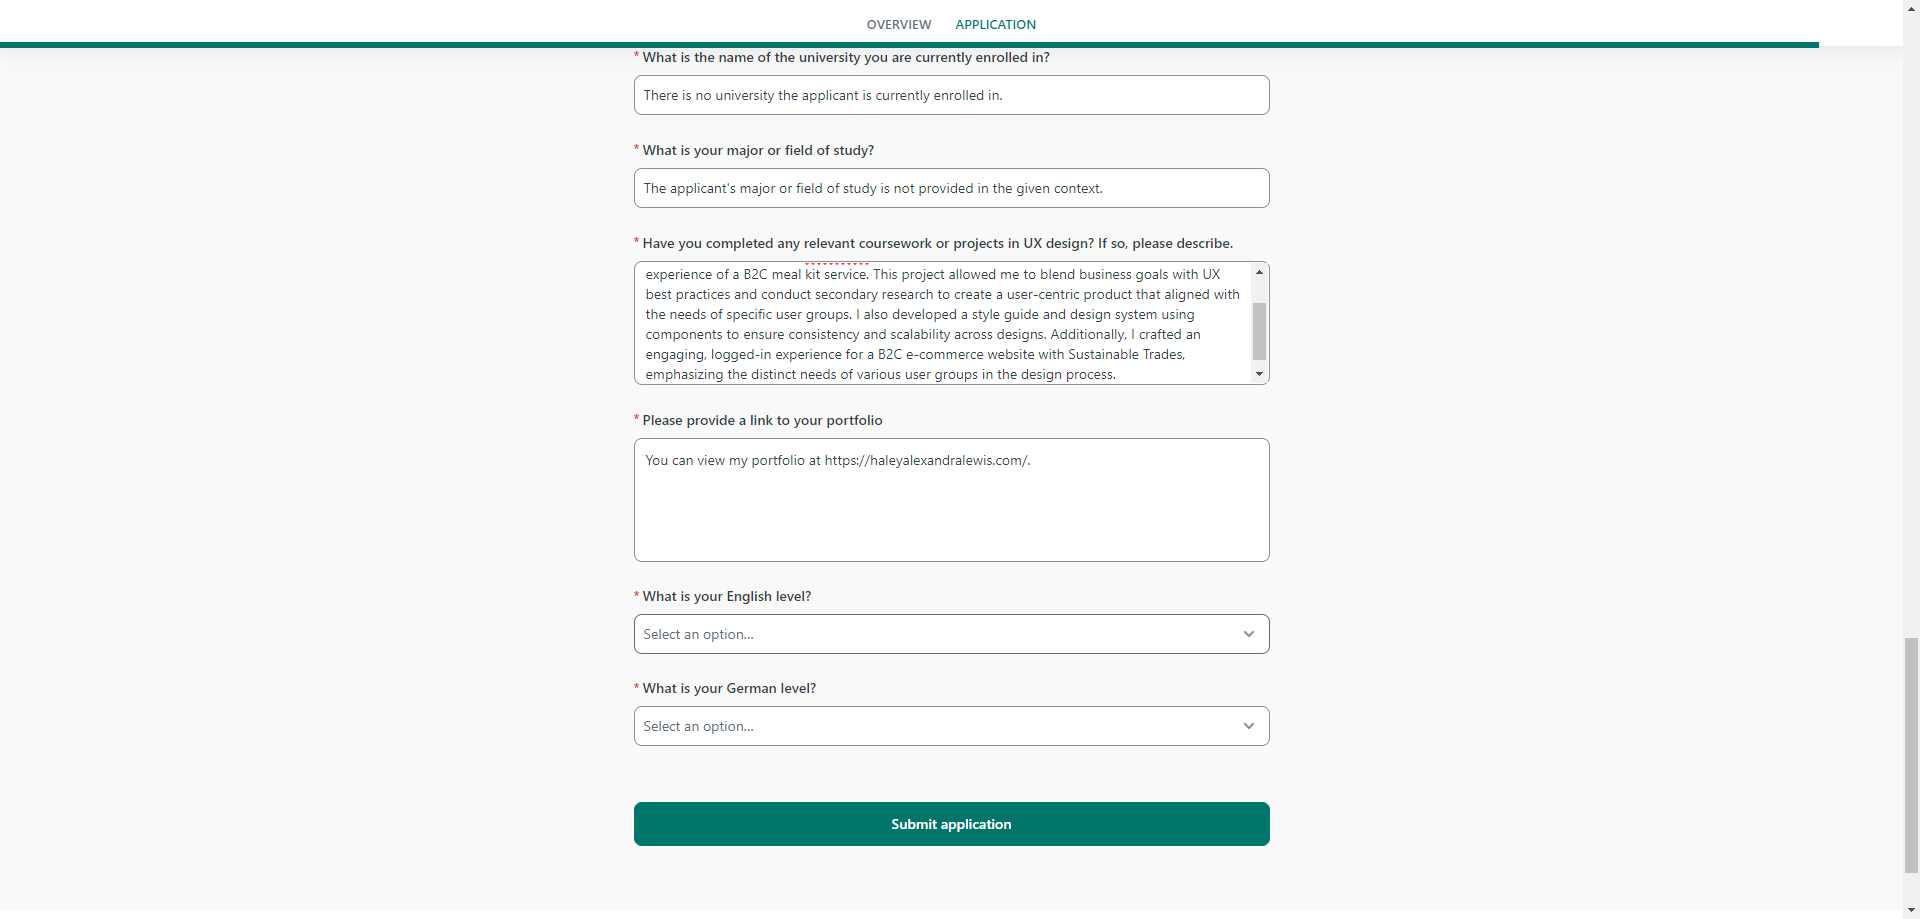 OVERVIEW APPLICATION
* What is the name of the university you are currently enrolled in?
There is no university the applicant is currently enrolled in.
* What is your major or field of study?
The applicant's major or field of study is not provided in the given context.
* Have you completed any relevant coursework or projects in UX design? If so, please describe.
experience of a B2C meal kit service. This project allowed me to blend business goals with UX
best practices and conduct secondary research to create a user-centric product that aligned with
the needs of specific user groups. I also developed a style guide and design system using
components to ensure consistency and scalability across designs. Additionally, I crafted an
engaging, logged-in experience for a B2C e-commerce website with Sustainable Trades,
emphasizing the distinct needs of various user groups in the design process.
* Please provide a link to your portfolio
You can view my portfolio at https://haleyalexandralewis.com/.
* What is your English level?
Select an option...
* What is your German level?
Select an option...
Submit application